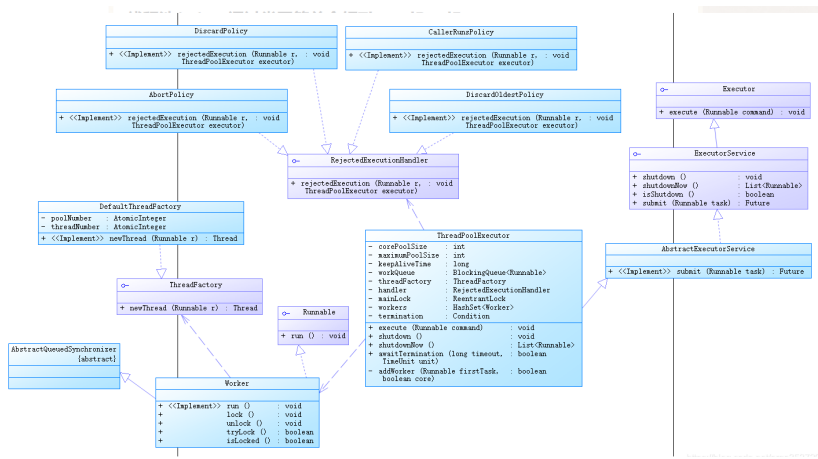 DiscardPolicy
+ <<Implement>> rejectedExecution (Runnable r, : void
ThreadPoolExecutor executor)
CallerRunsPolicy
+ <<Implement>> rejectedExecution (Runnable r, : void
ThreadPoolExecutor executor)
AbortPolicy
+ <<Implement>> rejectedExecution (Runnable r, : void
ThreadPoolExecutor executor)
DiscardOldestPolicy
+ <<Implement>> rejectedExecution (Runnable r, : void
ThreadPoolExecutor executor)
Executor
+ execute (Runnable command) : void
RejectedExecutionHandler
+ rejectedExecution (Runnable r, : void
ThreadPoolExecutor executor)
ExecutorService
+ shutdown () : void
+ shutdownNow () : List<Runnable>
+ isShutdown () : boolean
+ submit (Runnable task) : Future
DefaultThreadFactory
- poolNumber : AtomicInteger
- threadNumber : AtomicInteger
+ <<Implement>> newThread (Runnable r) : Thread
ThreadPoolExecutor
- corePoolSize : int
- maximumPoolSize : int
- keepAliveTime : long
- workQueue : BlockingQueue<Runnable>
- threadFactory : ThreadFactory
- handler : RejectedExecutionHandler
- mainLock : ReentrantLock
- workers : HashSet<Worker>
- termination : Condition
+ execute (Runnable command) : void
+ shutdown () : void
+ shutdownNow () : List<Runnable>
+ awaitTermination (long timeout, : boolean
TimeUnit unit)
- addWorker (Runnable firstTask, : boolean
boolean core)
AbstractExecutorService
+ <<Implement>> submit (Runnable task) : Future
ThreadFactory
+ newThread (Runnable r) : Thread
Runnable
+ run () : void
AbstractQueuedSynchronizer
{abstract}
Worker
+ <<Implement>> run () : void
+ lock () : void
+ unlock () : void
+ tryLock () : boolean
+ isLocked () : boolean